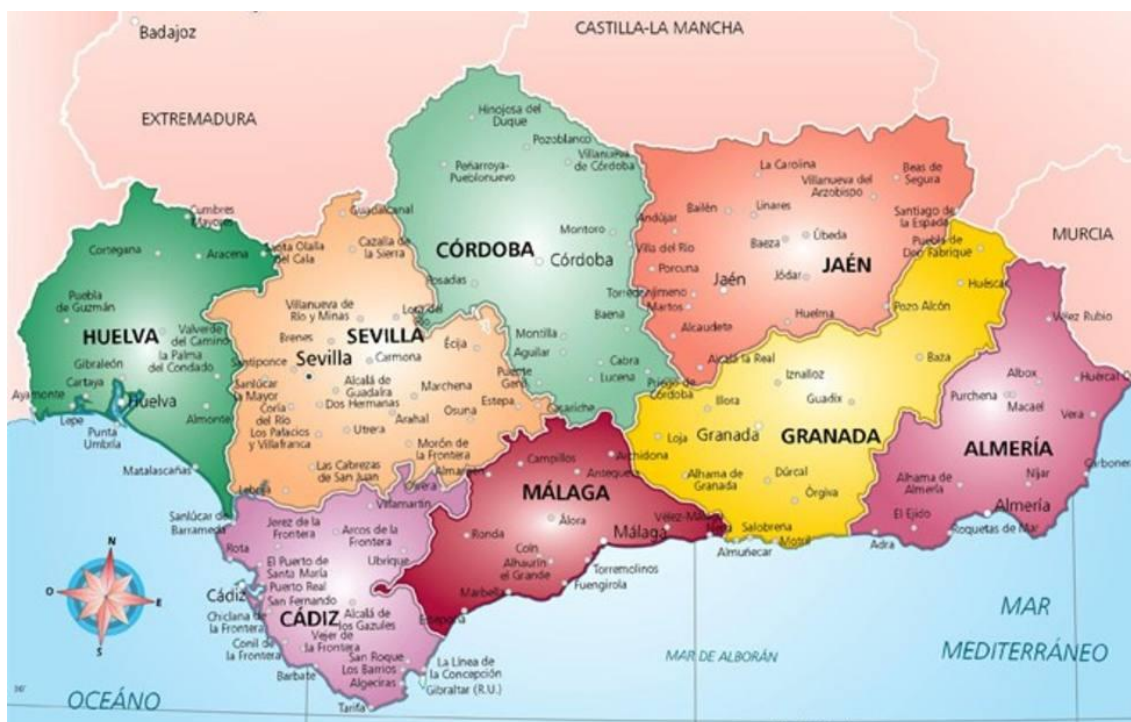 Badajoz
CASTILLA-LA MANCHA
EXTREMADURA
MURCIA
Hinojosa del
Duque
Pozoblanco
Villanueva
de Córdoba
Peñarroya-
Pueblonuevo
CÓRDOBA
Córdoba
Montoro
Villa del Río
Posadas
Montilla
Aguilar
Baena
Cabra
Lucena
Puente
Genil
Priego de
Córdoba
La Carolina
Beas de
Segura
Villanueva del
Arzobispo
Santiago de
la Espada
Andújar
Bailén
Linares
Baeza
Úbeda
JAÉN
Jaén
Jódar
Porcuna
Torredonjimeno
Martos
Alcaudete
Huelma
Pozo Alcón
Alcalá la Real
Cumbres
Mayores
Cortegana
Aracena
Puebla
de Guzmán
HUELVA
Valverde
del Camino
Gibraleón
la Palma
del Condado
Cartaya
Ayamonte
Lepe
Huelva
Punta
Umbría
Almonte
Matalascañas
Guadalcanal
Santa Olalla
del Cala
Cazalla de
la Sierra
Villanueva de
Río y Minas
Lora del
Río
SEVILLA
Brenes
Écija
Santiponce
Sevilla
Carmona
Sanlúcar
la Mayor
Alcalá de
Guadaíra
Marchena
Coria
del Río
Dos Hermanas
Arahal
Osuna
Estepa
Casariche
Los Palacios
y Villafranca
Utrera
Morón de
la Frontera
Las Cabezas
de San Juan
Lebrija
Puebla de
Don Fabrique
Huéscar
Baza
Iznalloz
Guadix
Illora
Loja
Granada
GRANADA
Alhama de
Granada
Dúrcal
Órgiva
Salobreña
Motril
Almuñecar
Vélez Rubio
Albox
Huércal
Purchena
Macael
Vera
ALMERÍA
Carboner
Alhama de
Almería
Níjar
El Ejido
Almería
Roquetas de Mar
Adra
Almargen
Campillos
Archidona
Antequera
MÁLAGA
Álora
Ronda
Málaga
Vélez-Málaga
Nerja
Coín
Alhaurín
el Grande
Torremolinos
Fuengirola
Marbella
Estepona
Olvera
Villamartín
Sanlúcar de
Barrameda
Jerez de la
Frontera
Arcos de la
Frontera
Rota
Ubrique
El Puerto de
Santa María
Puerto Real
Cádiz
San Fernando
CÁDIZ
Alcalá de
los Gazules
Chiclana de
la Frontera
Conil de
la Frontera
Vejer de
la Frontera
San Roque
Los Barrios
Barbate
Algeciras
La Línea de
la Concepción
Gibraltar (R.U.)
Tarifa
N
O
E
S
MAR DE ALBORÁN
MAR
MEDITERRÁNEO
OCEÁNO